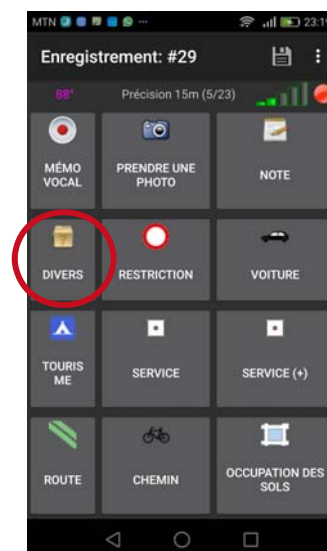 MTN 23:19
Enregistrement: #29
88° Précision 15m (5/23)
MÉMO
VOCAL
PRENDRE UNE
PHOTO
NOTE
DIVERS
RESTRICTION
VOITURE
TOURIS
ME
SERVICE
SERVICE (+)
ROUTE
CHEMIN
OCCUPATION DES
SOLS